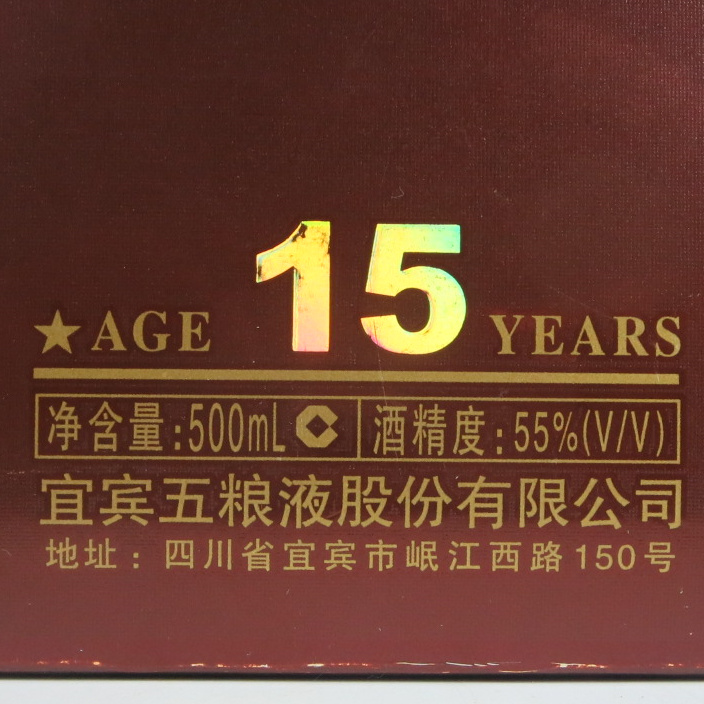 ★AGE 15 YEARS
净含量:500mL 酒精度:55%(V/V)
宜宾五粮液股份有限公司
地址:四川省宜宾市岷江西路150号